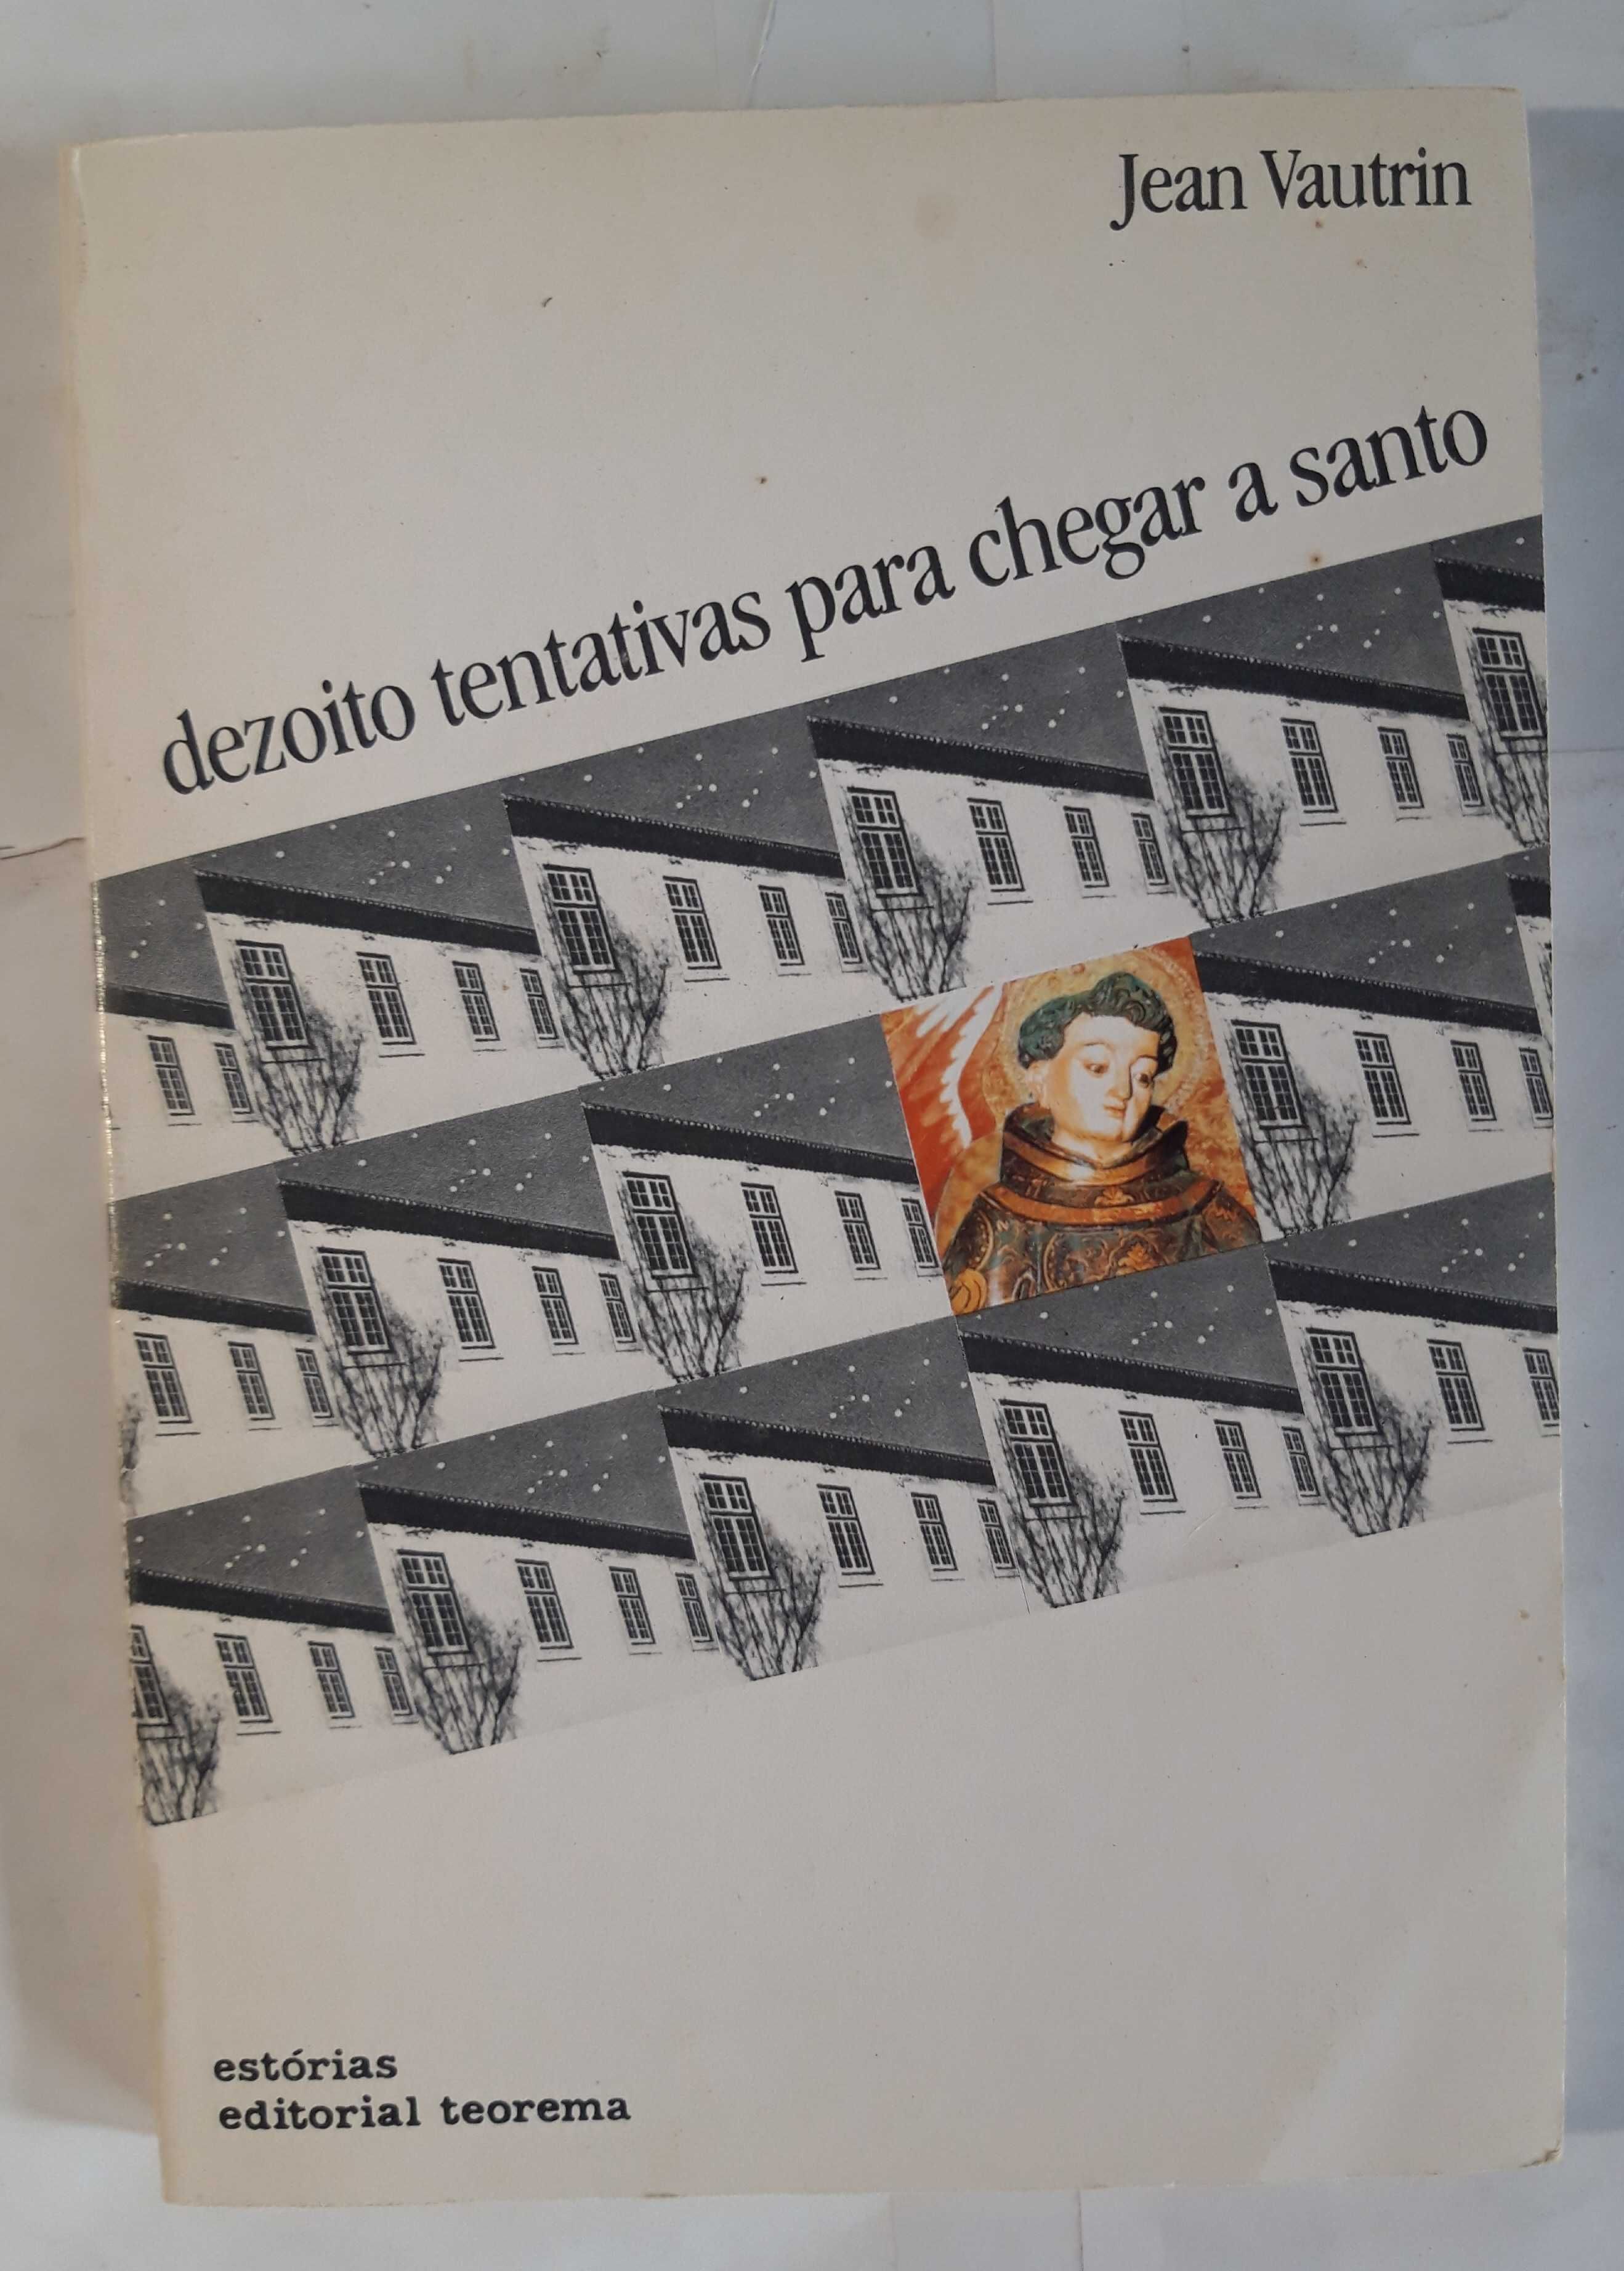 Jean Vautrin
dezoito tentativas para chegar a santo
estórias
editorial teorema